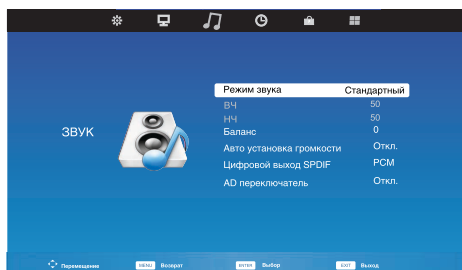 Режим звука Стандартный
ВЧ 50
НЧ 50
Баланс 0
Авто установка громкости Откл.
Цифровой выход SPDIF PCM
AD переключатель Откл.
ЗВУК
Перемещение MENU Возврат ENTER Выбор EXIT Выход